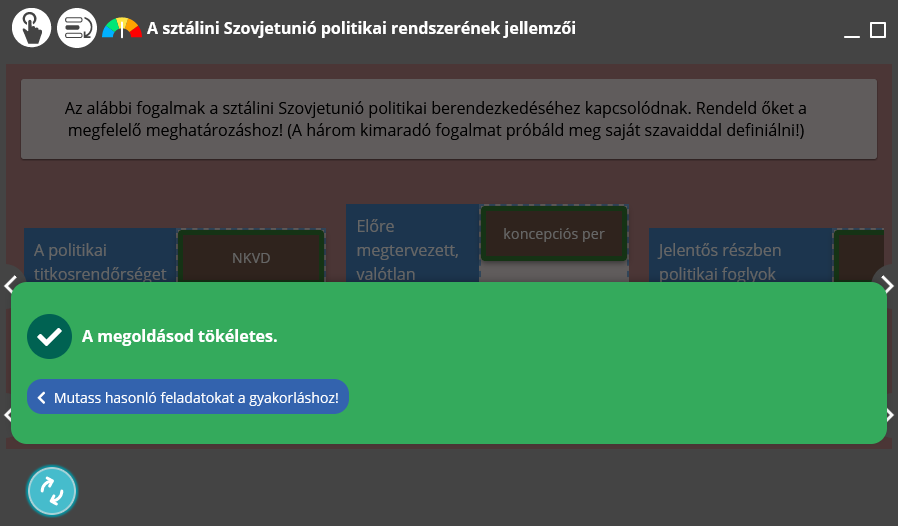 A sztálini Szovjetunió politikai rendszerének jellemzői
Az alábbi fogalmak a sztálini Szovjetunió politikai berendezkedéséhez kapcsolódnak. Rendeld őket a
megfelelő meghatározáshoz! (A három kimaradó fogalmat próbáld meg saját szavaiddal definiálni!)
A politikai
titkosrendőrséget
NKVD
Előre
megtervezett,
valótlan
koncepciós per
Jelentős részben
politikai foglyok
A megoldásod tökéletes.
Mutass hasonló feladatokat a gyakorláshoz!